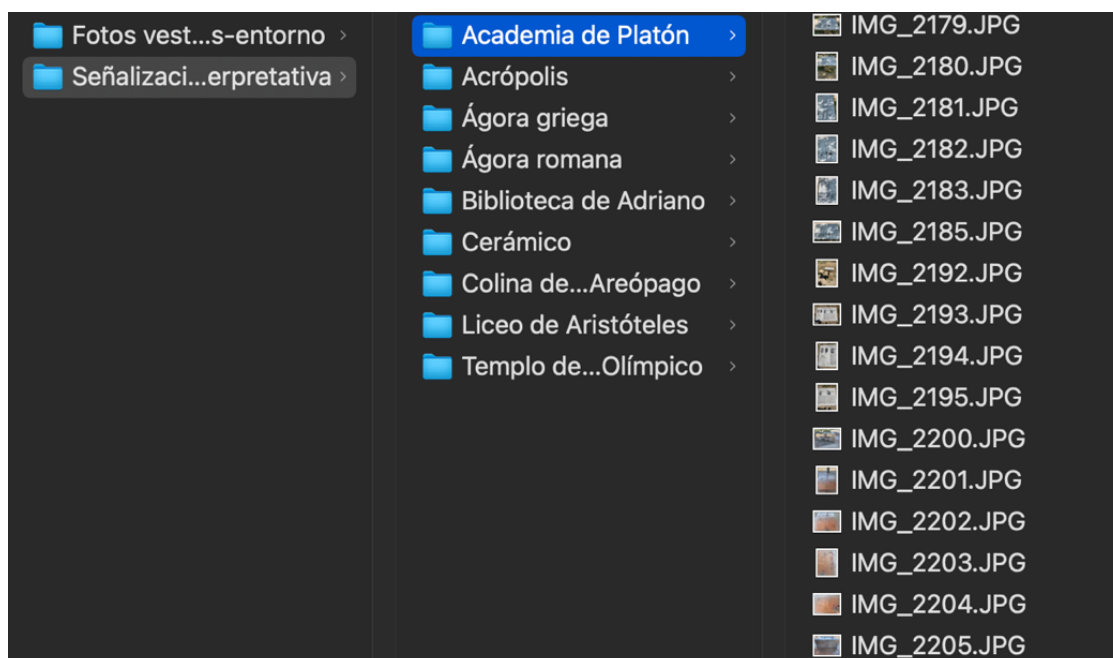 Fotos vest...s-entorno
Señalizaci...erpretativa
Academia de Platón
Acrópolis
Ágora griega
Ágora romana
Biblioteca de Adriano
Cerámico
Colina de...Areópago
Liceo de Aristóteles
Templo de...Olímpico
IMG_2179.JPG
IMG_2180.JPG
IMG_2181.JPG
IMG_2182.JPG
IMG_2183.JPG
IMG_2185.JPG
IMG_2192.JPG
IMG_2193.JPG
IMG_2194.JPG
IMG_2195.JPG
IMG_2200.JPG
IMG_2201.JPG
IMG_2202.JPG
IMG_2203.JPG
IMG_2204.JPG
IMG_2205.JPG